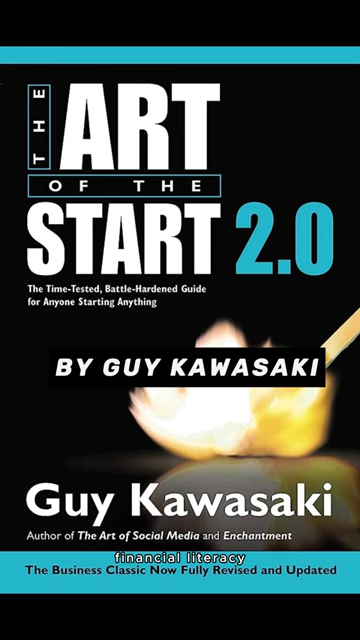 THE
ART
OF THE
START 2.0
The Time-Tested, Battle-Hardened Guide
for Anyone Starting Anything
BY GUY KAWASAKI
Guy Kawasaki
Author of The Art of Social Media and Enchantment
financial literacy
The Business Classic Now Fully Revised and Updated